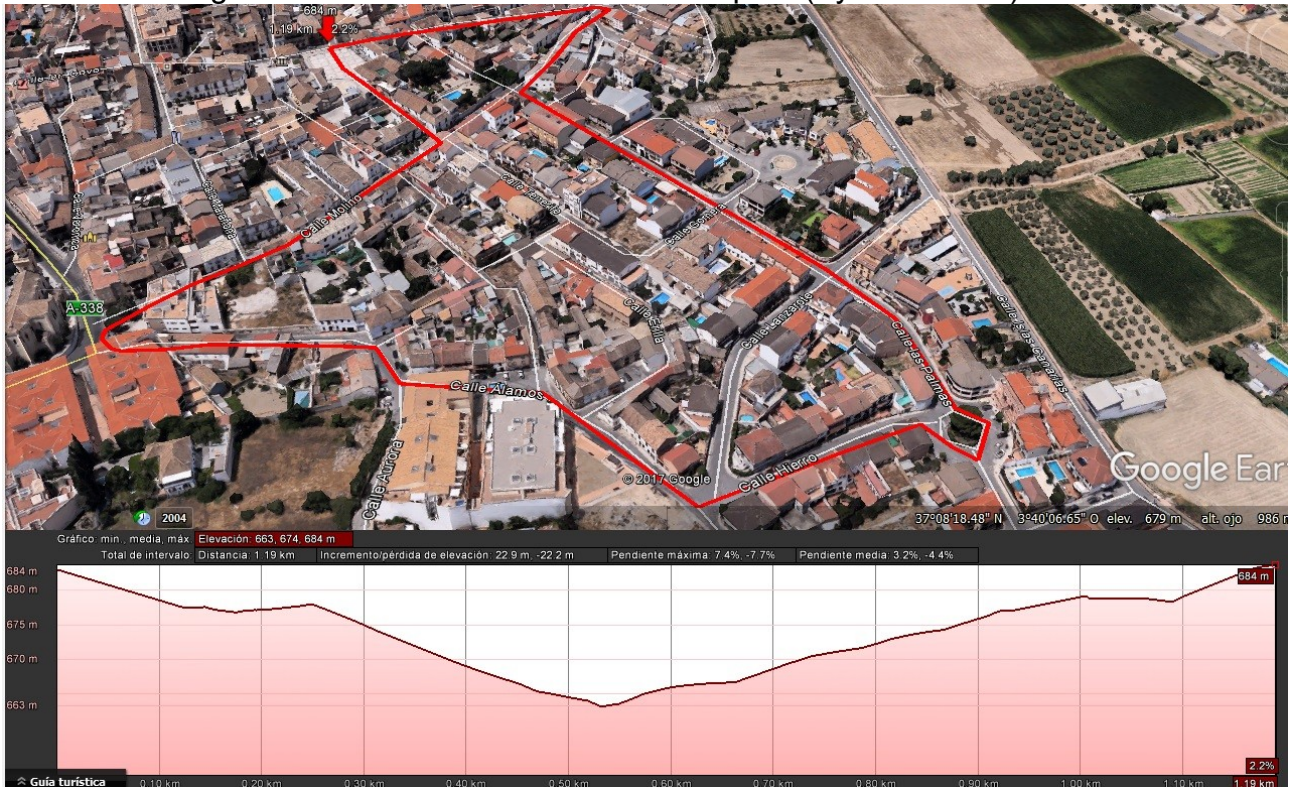 684 m
1.19 km 2.2%
Calle Molino
Calle Gomera
A-338
Calle Lanzarote
Calle las Palmas
Calle Islas Canarias
Calle Alamos
Calle Aurora
Calle Hierro
© 2017 Google
Google Ear
2004
37°08'18.48" N 3°40'06.65" O elev. 679 m alt. ojo 986 m
Gráfico: min., media, máx. Elevación: 663, 674, 684 m
Total de intervalo: Distancia: 1.19 km Incremento/pérdida de elevación: 22.9 m, -22.2 m Pendiente máxima: 7.4%, -7.7% Pendiente media: 3.2%, -4.4%
684 m
684 m
680 m
675 m
670 m
663 m
2.2%
Guía turística 0.10 km 0.20 km 0.30 km 0.40 km 0.50 km 0.60 km 0.70 km 0.80 km 0.90 km 1.00 km 1.10 km 1.19 km